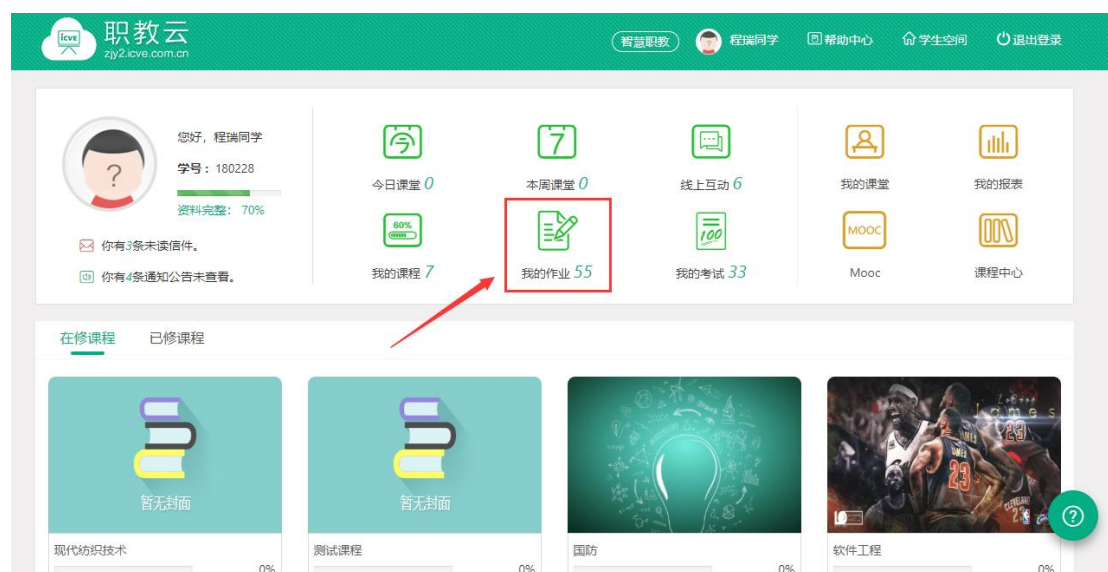 icve 职教云
zjy2.icve.com.cn
智慧职教 程瑞同学 帮助中心 学生空间 退出登录
您好，程瑞同学
学号：180228
资料完整： 70%
你有3条未读信件。
你有4条通知公告未查看。
今日课堂 0 本周课堂 0 线上互动 6 我的课堂 我的报表
60% 100 MOOC
我的课程 7 我的作业 55 我的考试 33 Mooc 课程中心
在修课程 已修课程
暂无封面 暂无封面
James
23
现代纺织技术 测试课程 国防 软件工程
0% 0% 0% 0%